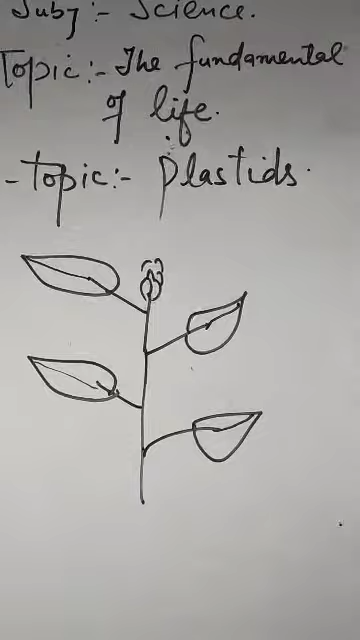 Subj :- Science.
Topic:- The fundamental
of life.
- Topic:- Plastids.